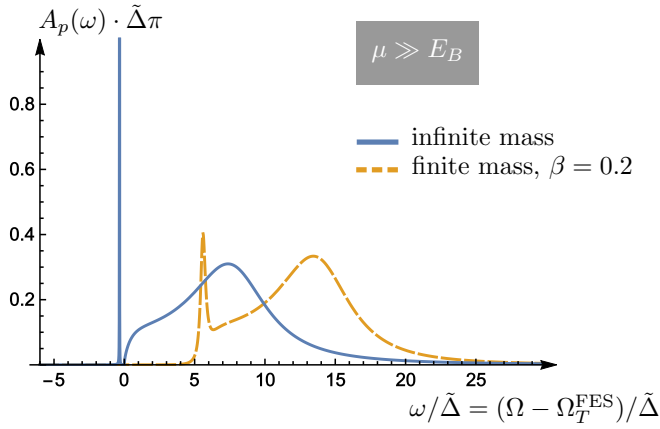 A_p(ω) · Δ̃π
μ ≫ E_B
infinite mass
finite mass, β = 0.2
0.8
0.6
0.4
0.2
-5 0 5 10 15 20 25
ω/Δ̃ = (Ω − Ω_T^FES)/Δ̃